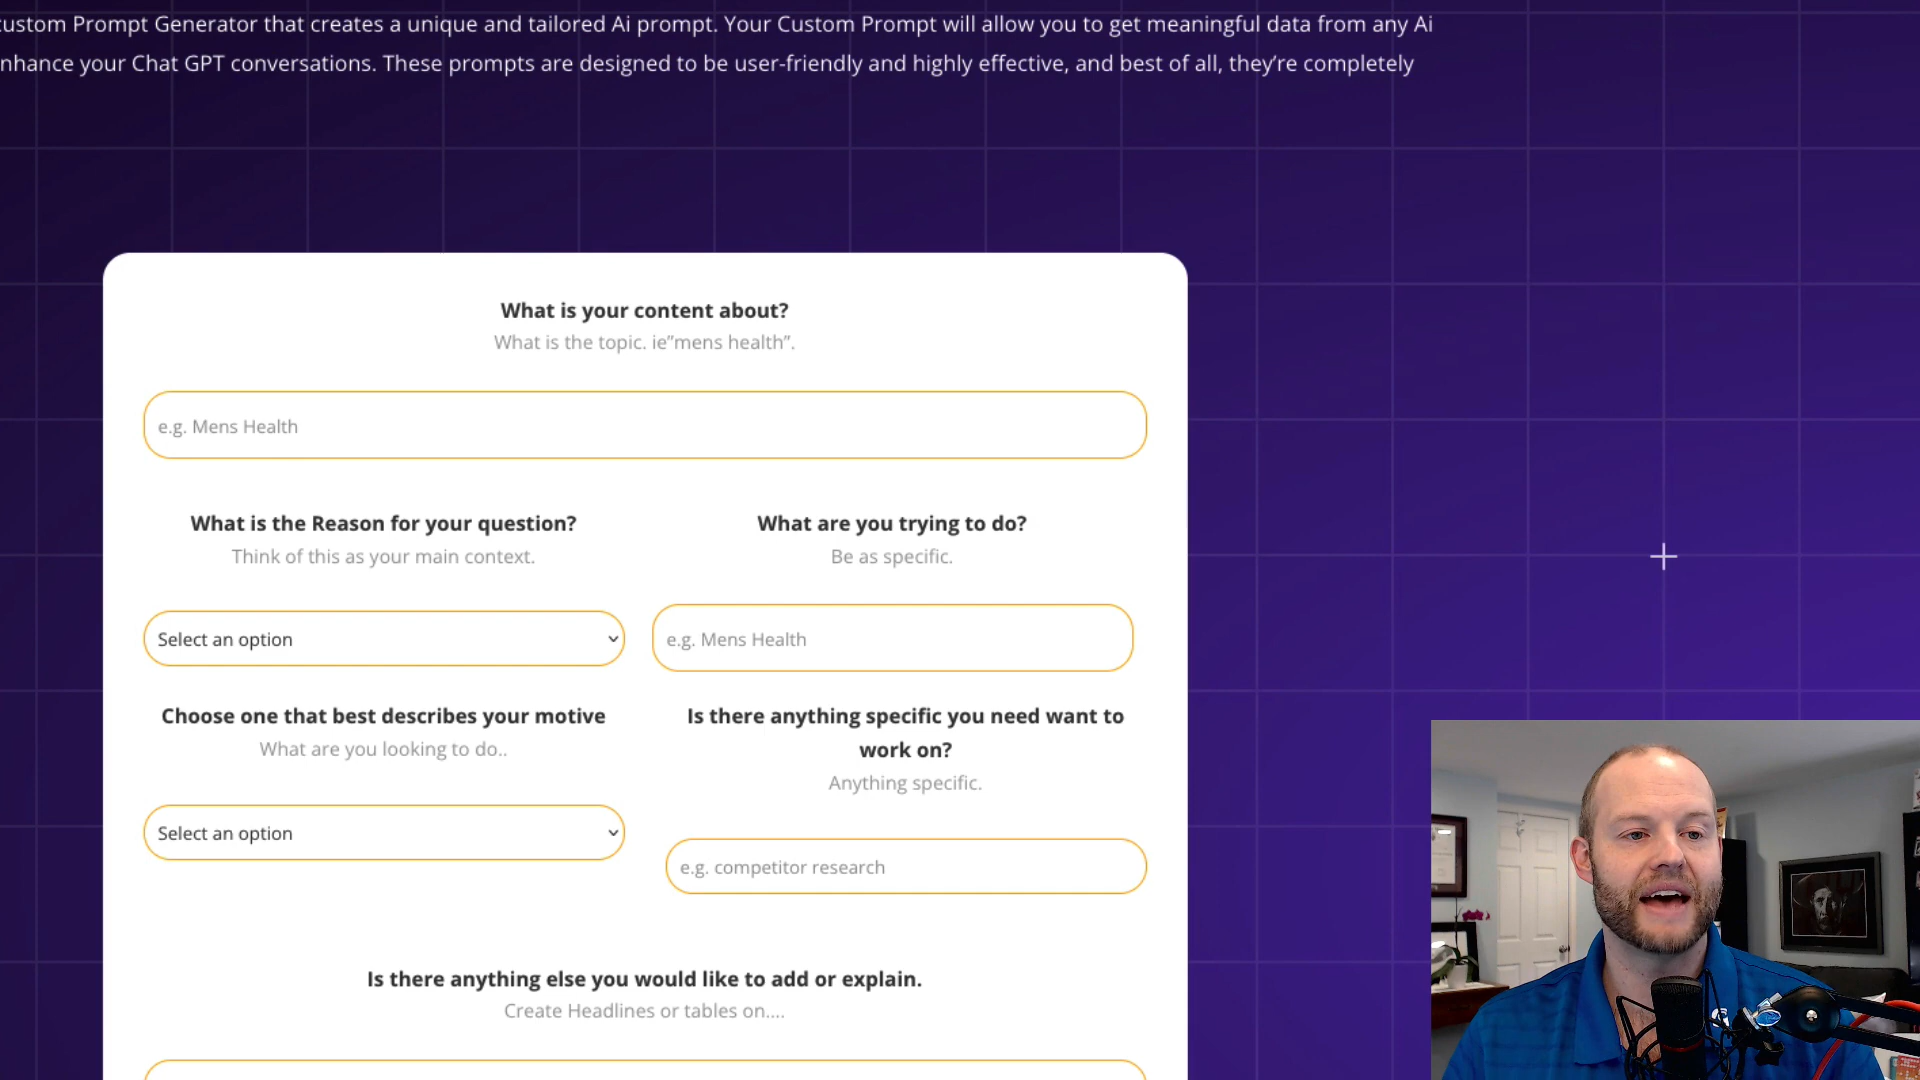 custom Prompt Generator that creates a unique and tailored Ai prompt. Your Custom Prompt will allow you to get meaningful data from any Ai
nhance your Chat GPT conversations. These prompts are designed to be user-friendly and highly effective, and best of all, they’re completely
What is your content about?
What is the topic. ie”mens health”.
e.g. Mens Health
What is the Reason for your question?
Think of this as your main context.
What are you trying to do?
Be as specific.
Select an option
e.g. Mens Health
Choose one that best describes your motive
What are you looking to do..
Is there anything specific you need want to
work on?
Anything specific.
Select an option
e.g. competitor research
Is there anything else you would like to add or explain.
Create Headlines or tables on....